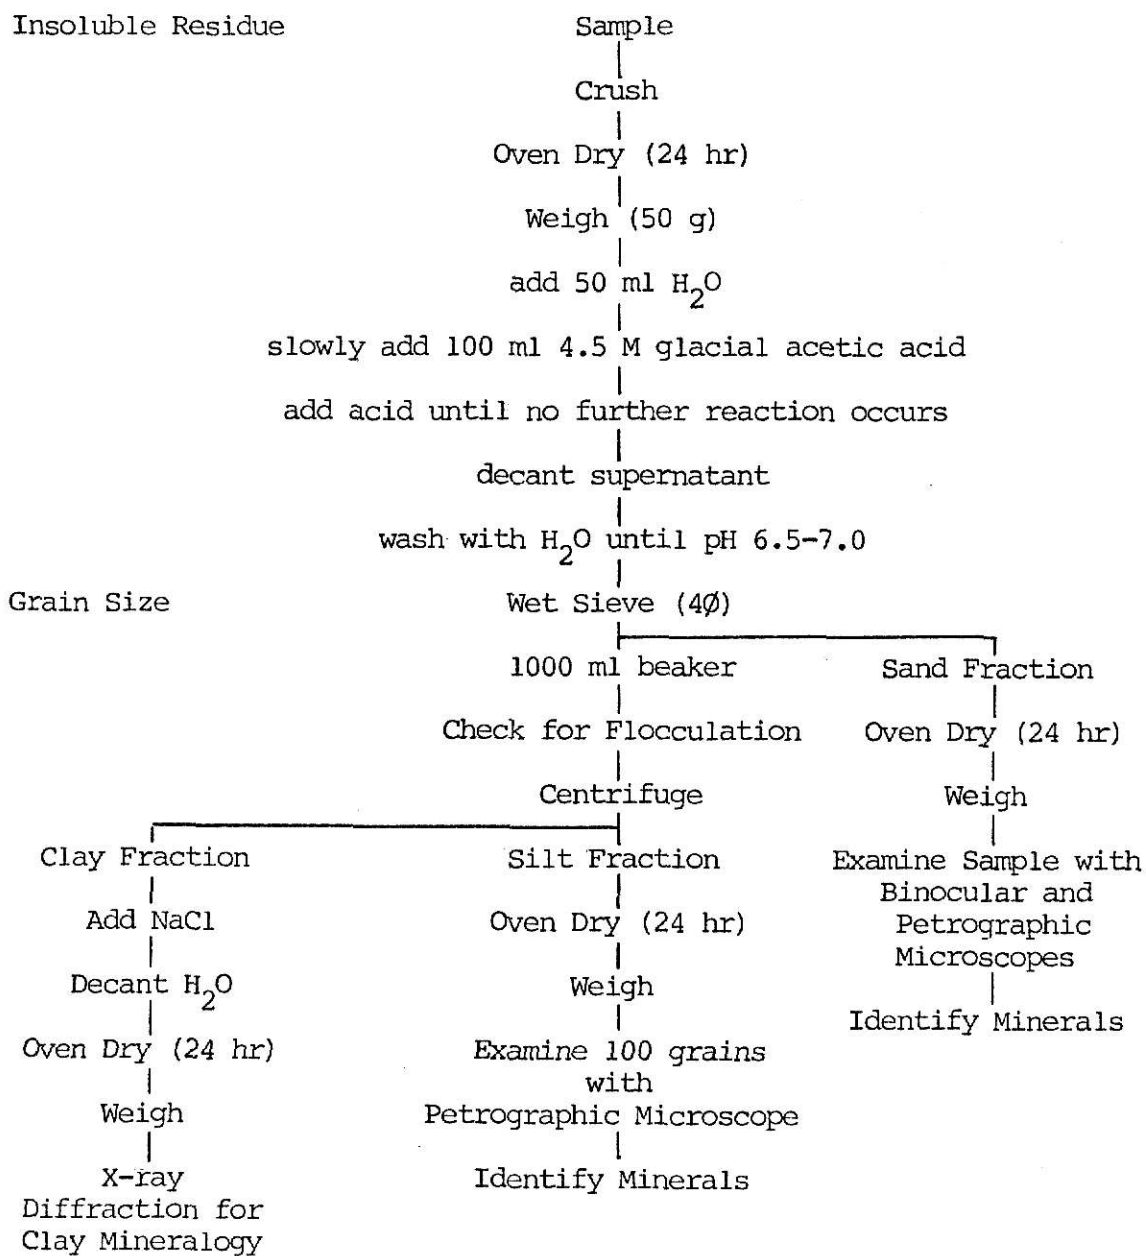 Insoluble Residue
Sample
Crush
Oven Dry (24 hr)
Weigh (50 g)
add 50 ml H₂O
slowly add 100 ml 4.5 M glacial acetic acid
add acid until no further reaction occurs
decant supernatant
wash with H₂O until pH 6.5-7.0
Grain Size
Wet Sieve (4Ø)
1000 ml beaker
Check for Flocculation
Centrifuge
Sand Fraction
Oven Dry (24 hr)
Weigh
Examine Sample with
Binocular and
Petrographic
Microscopes
Identify Minerals
Clay Fraction
Add NaCl
Decant H₂O
Oven Dry (24 hr)
Weigh
X-ray
Diffraction for
Clay Mineralogy
Silt Fraction
Oven Dry (24 hr)
Weigh
Examine 100 grains
with
Petrographic Microscope
Identify Minerals